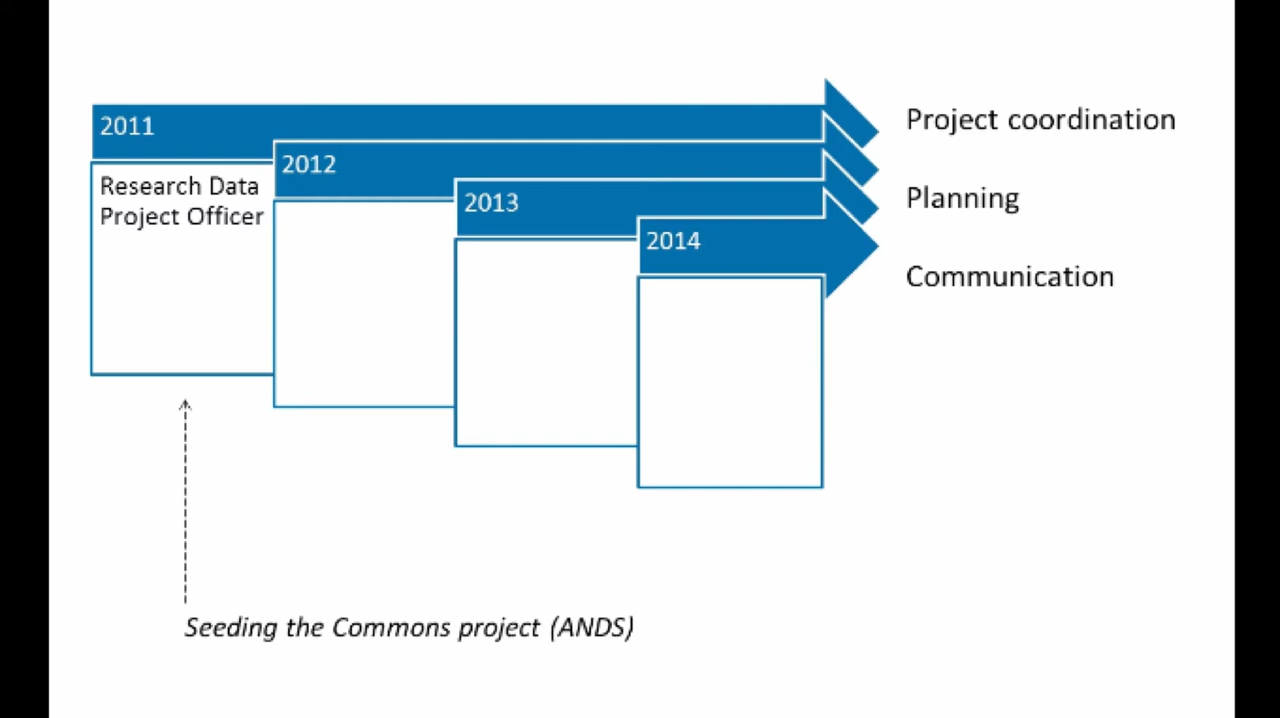 2011
Project coordination
2012
Research Data
Project Officer
2013
Planning
2014
Communication
Seeding the Commons project (ANDS)